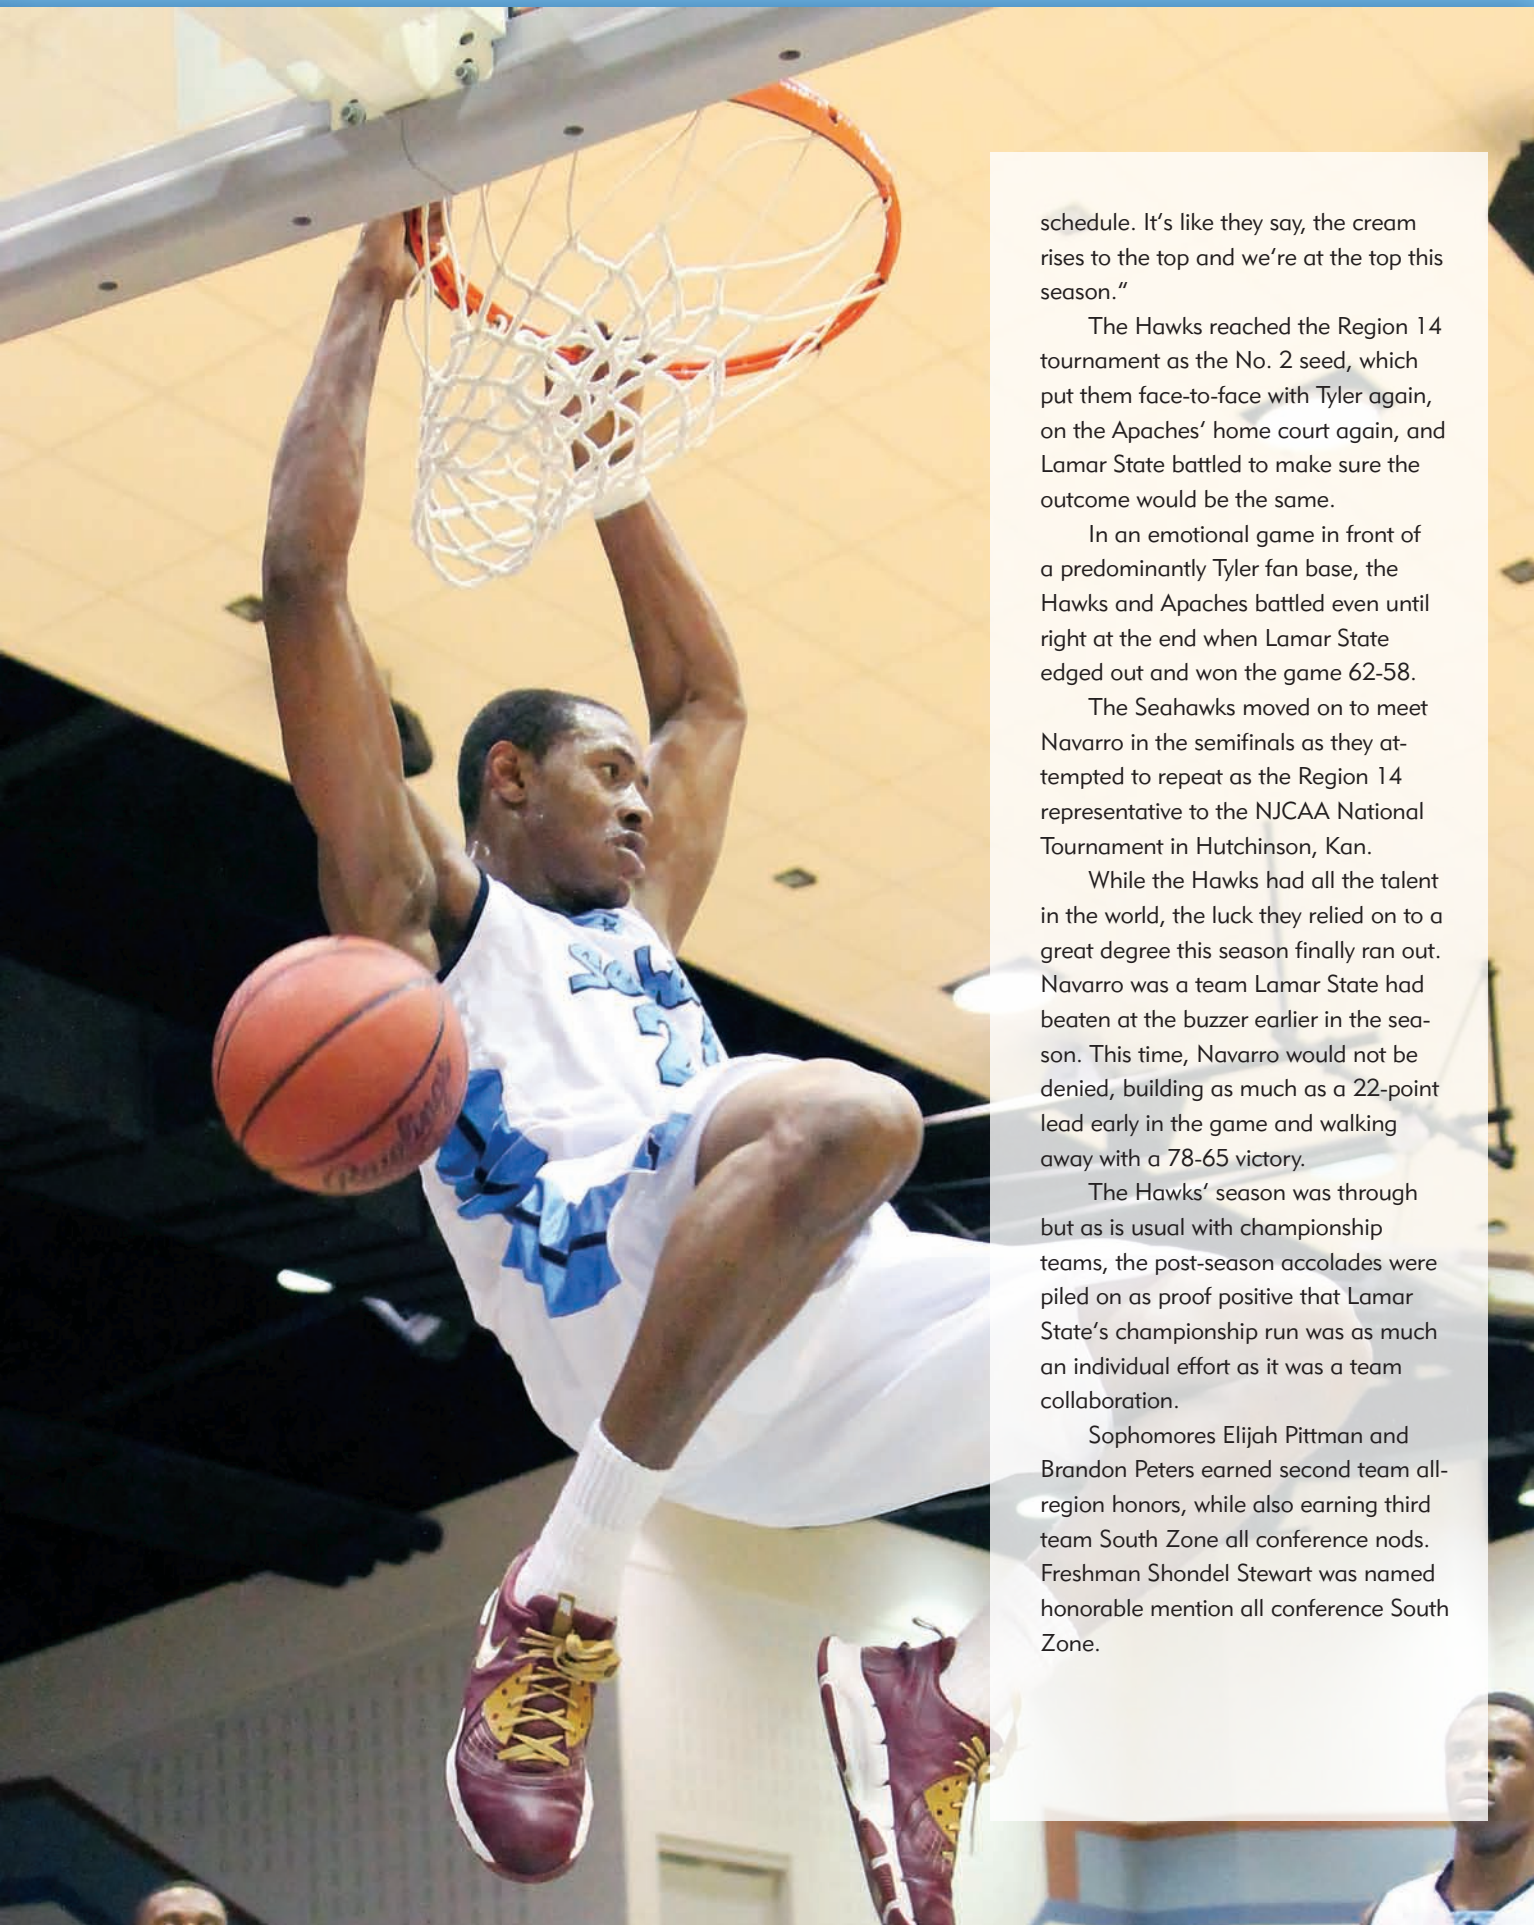 schedule. It's like they say, the cream
rises to the top and we're at the top this
season."
The Hawks reached the Region 14
tournament as the No. 2 seed, which
put them face-to-face with Tyler again,
on the Apaches' home court again, and
Lamar State battled to make sure the
outcome would be the same.
In an emotional game in front of
a predominantly Tyler fan base, the
Hawks and Apaches battled even until
right at the end when Lamar State
edged out and won the game 62-58.
The Seahawks moved on to meet
Navarro in the semifinals as they at-
tempted to repeat as the Region 14
representative to the NJCAA National
Tournament in Hutchinson, Kan.
While the Hawks had all the talent
in the world, the luck they relied on to a
great degree this season finally ran out.
Navarro was a team Lamar State had
beaten at the buzzer earlier in the sea-
son. This time, Navarro would not be
denied, building as much as a 22-point
lead early in the game and walking
away with a 78-65 victory.
The Hawks' season was through
but as is usual with championship
teams, the post-season accolades were
piled on as proof positive that Lamar
State's championship run was as much
an individual effort as it was a team
collaboration.
Sophomores Elijah Pittman and
Brandon Peters earned second team all-
region honors, while also earning third
team South Zone all conference nods.
Freshman Shondel Stewart was named
honorable mention all conference South
Zone.
Rawlings